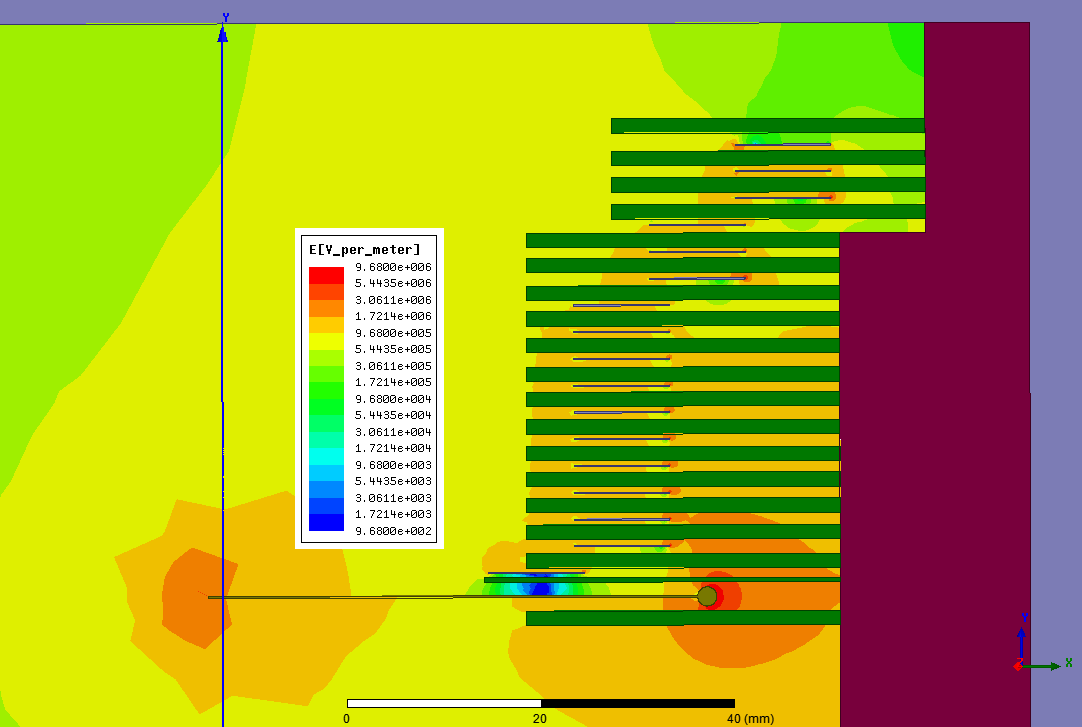 Y
E[V_per_meter]
9.6800e+006
5.4435e+006
3.0611e+006
1.7214e+006
9.6800e+005
5.4435e+005
3.0611e+005
1.7214e+005
9.6800e+004
5.4435e+004
3.0611e+004
1.7214e+004
9.6800e+003
5.4435e+003
3.0611e+003
1.7214e+003
9.6800e+002
Y
X
Z
0 20 40 (mm)